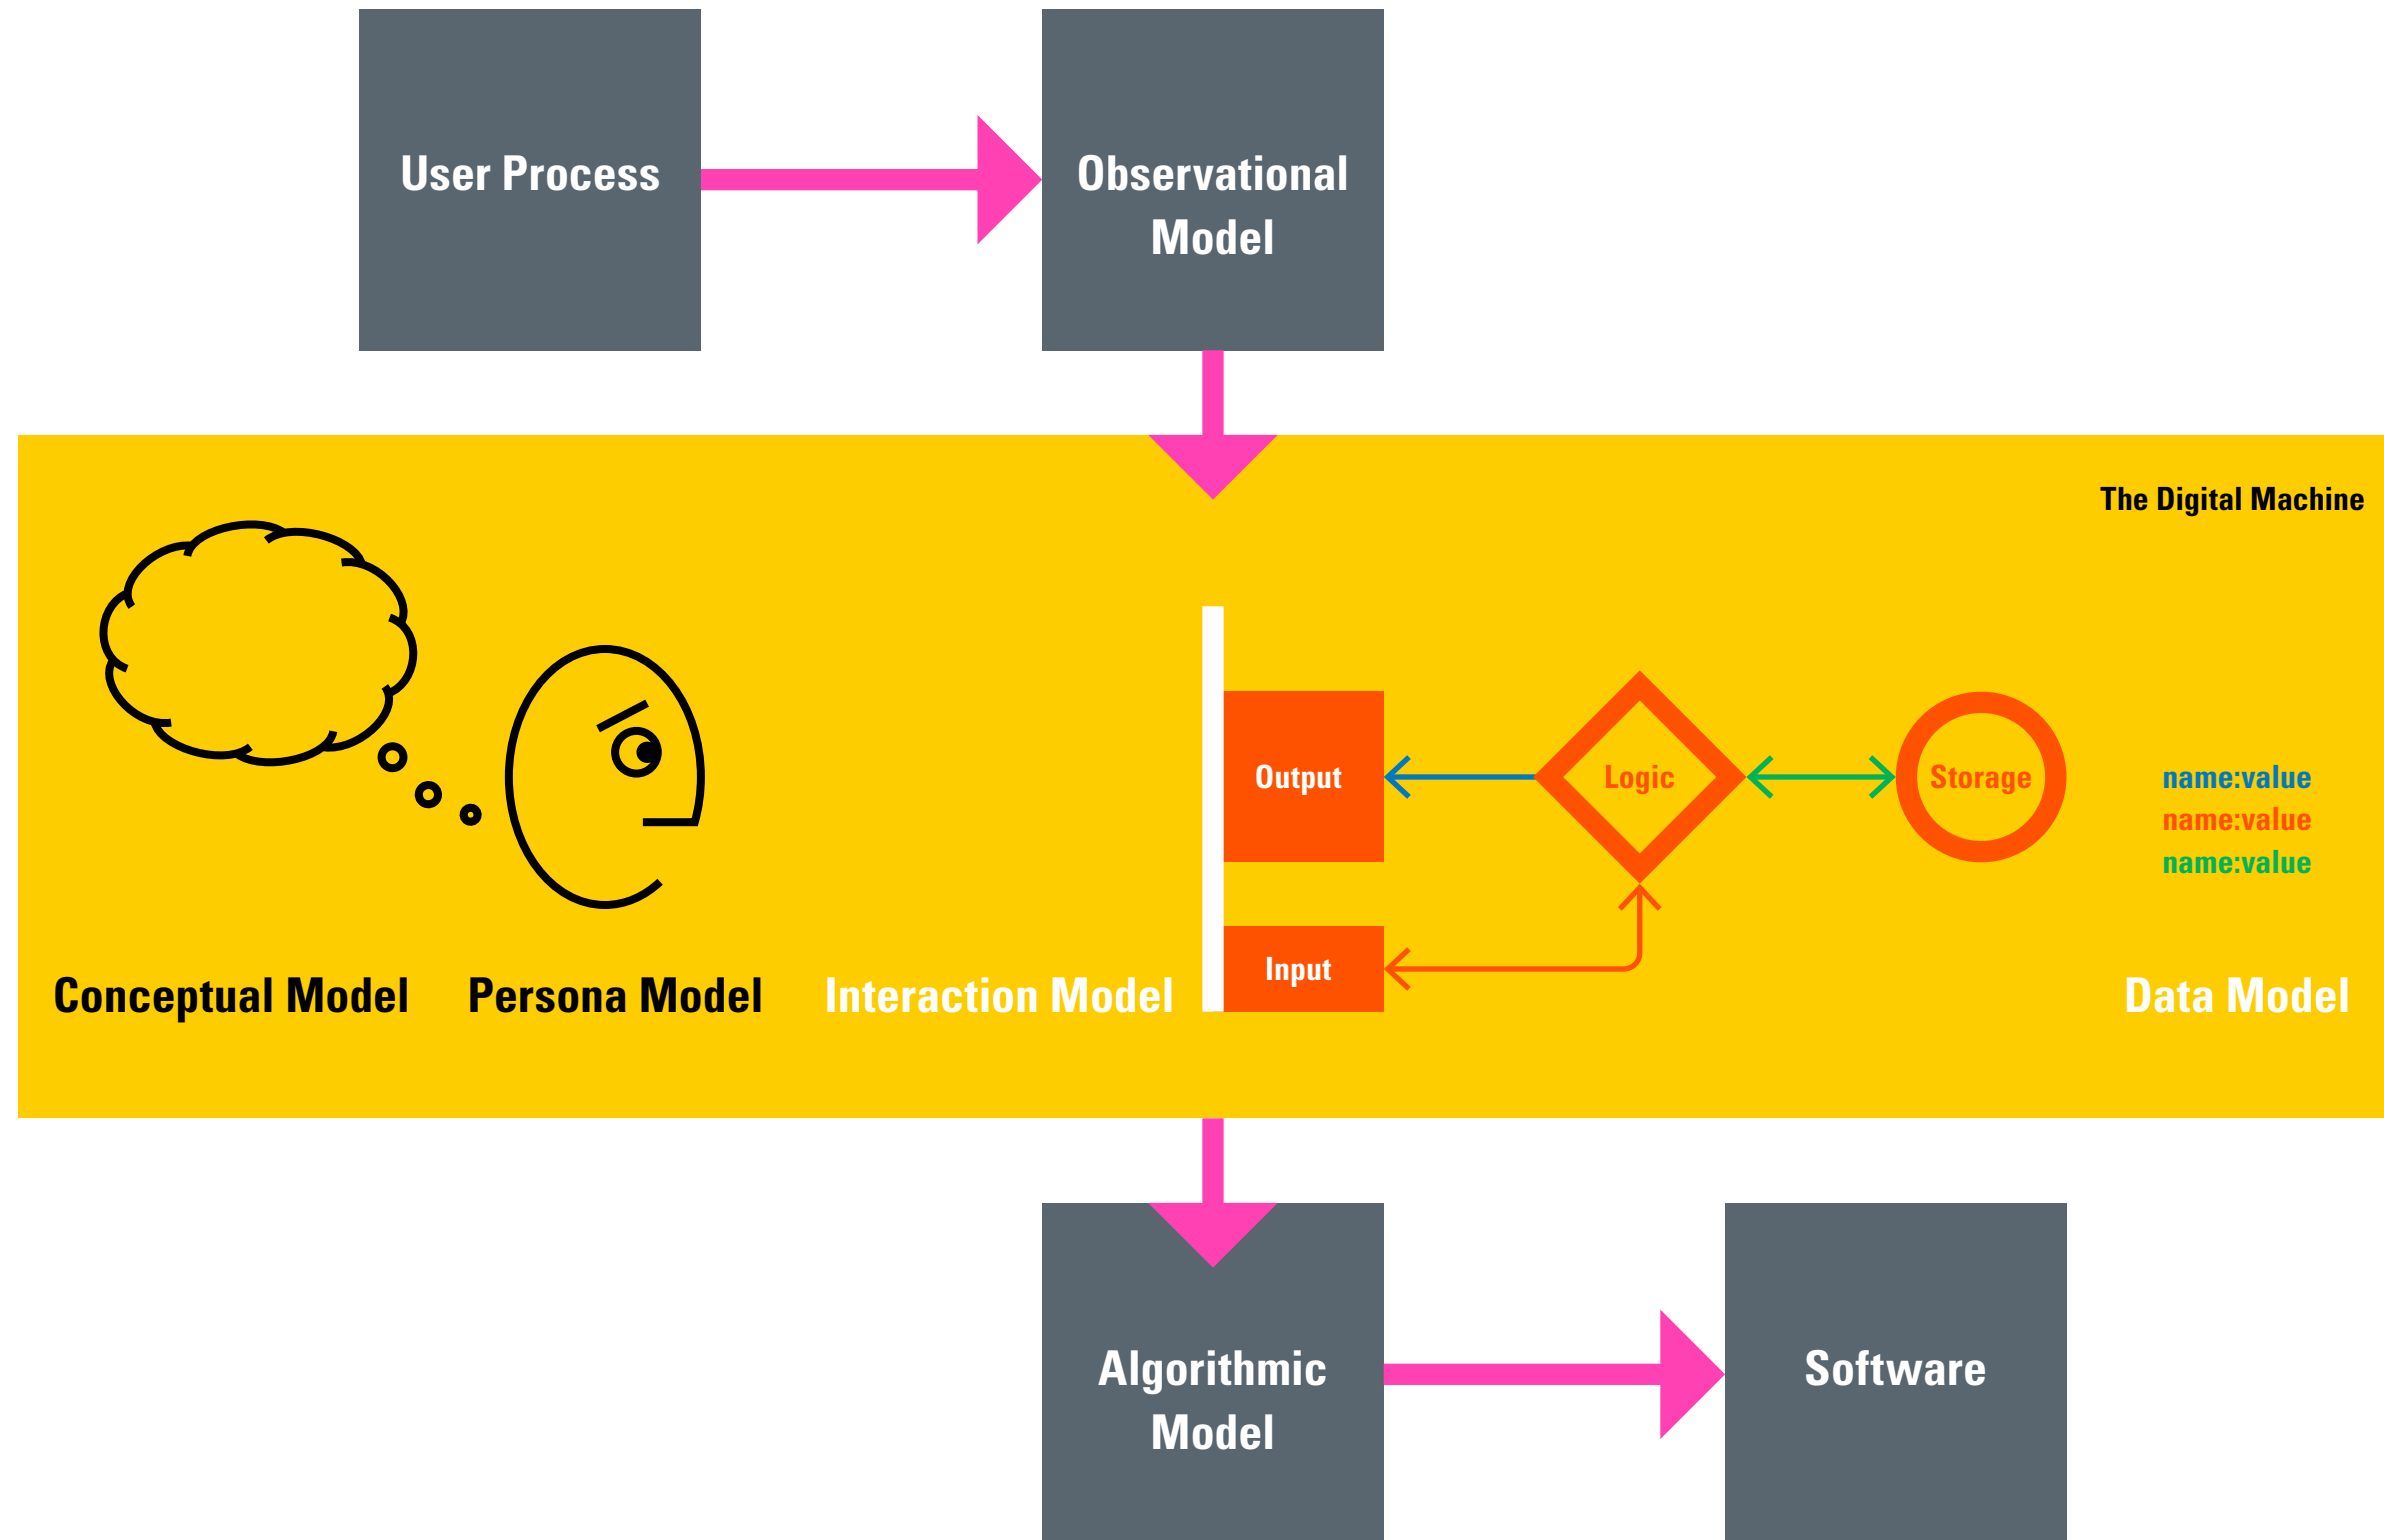 User Process
Observational
Model
The Digital Machine
Output
Logic
Storage
name:value
name:value
name:value
Input
Conceptual Model
Persona Model
Interaction Model
Data Model
Algorithmic
Model
Software